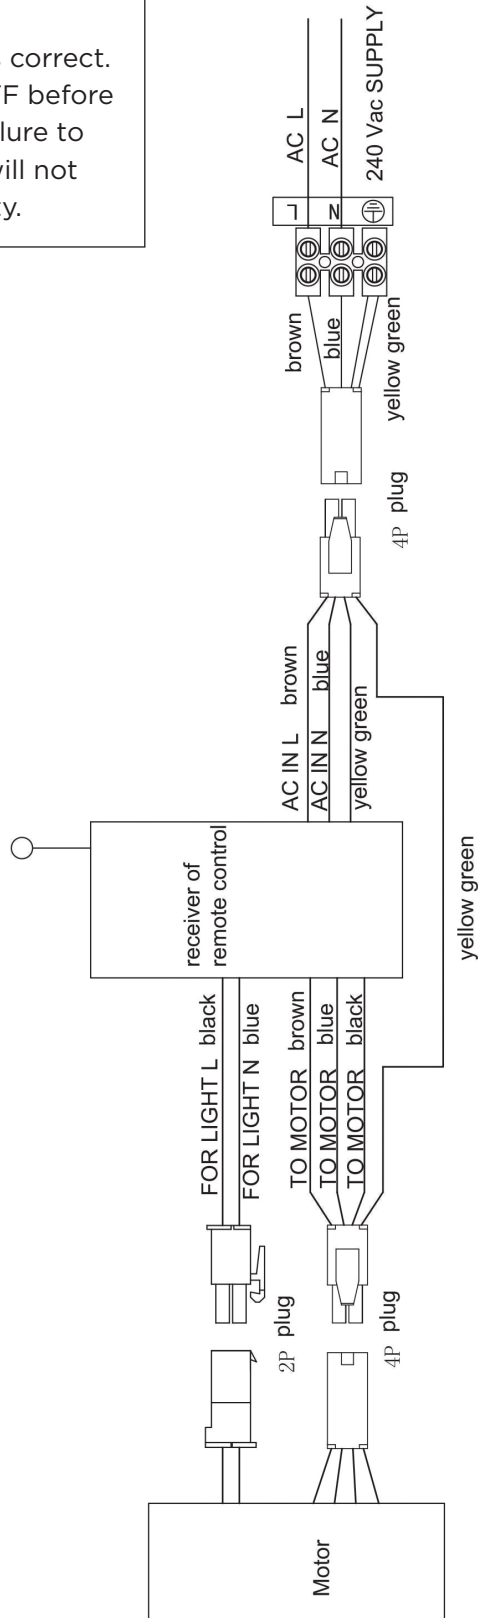 correct.
F before
lure to
will not
ty.
AC L
AC N
240 Vac SUPPLY
L
N
brown
blue
yellow green
4P plug
AC IN L brown
AC IN N blue
yellow green
receiver of
remote control
yellow green
FOR LIGHT L black
FOR LIGHT N blue
TO MOTOR brown
TO MOTOR blue
TO MOTOR black
2P plug
4P plug
Motor